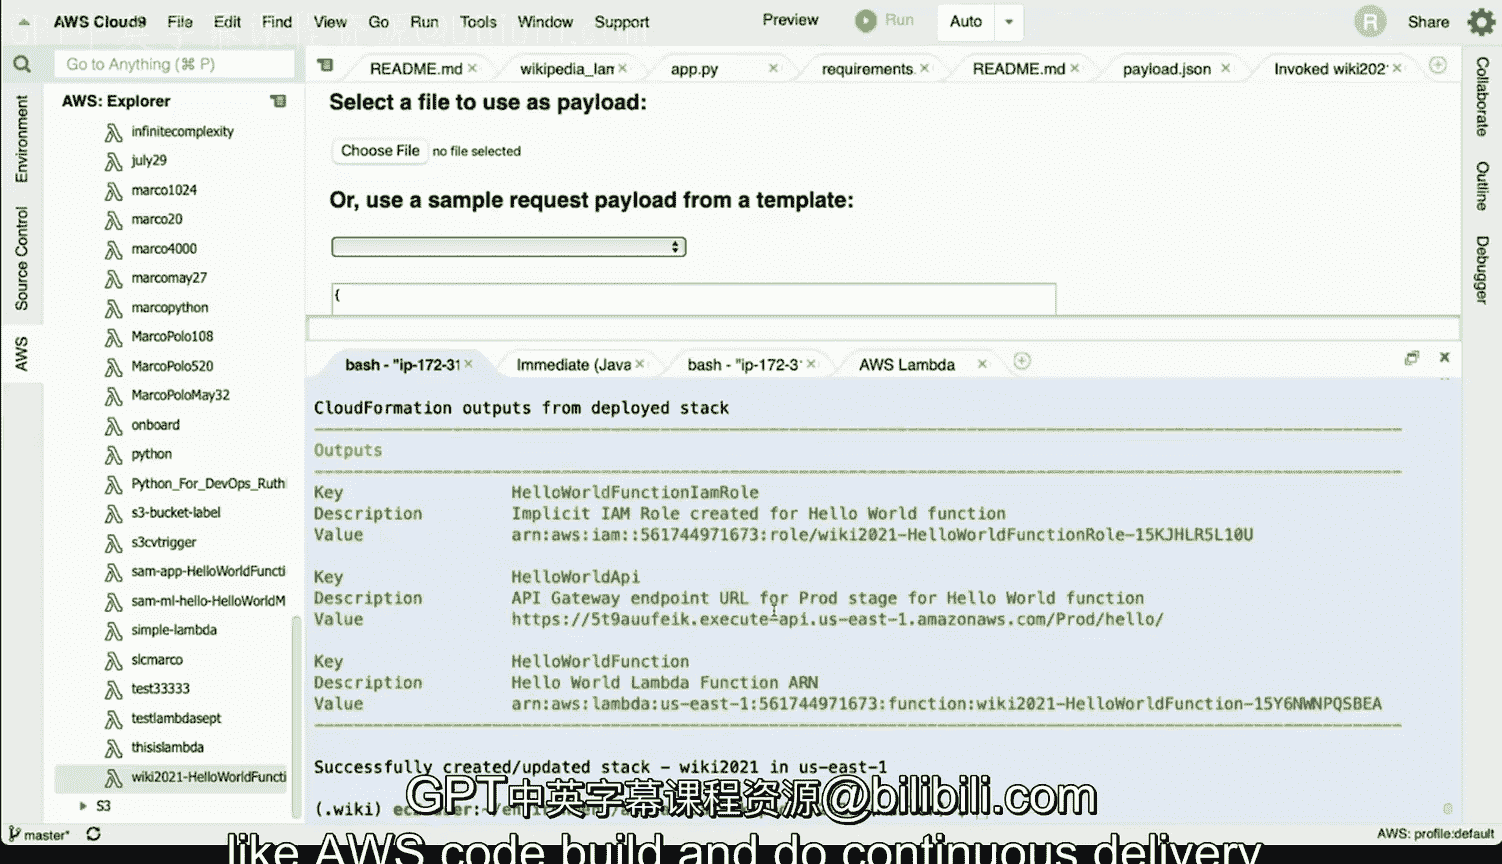 AWS Cloud9 File Edit Find View Go Run Tools Window Support Preview Run Auto R Share
Go to Anything (⌘ P)
README.md wikipedia_lam app.py requirements. README.md payload.json Invoked wiki202
Environment
Source Control
AWS
AWS: Explorer
infinitecomplexity
july29
marco1024
marco20
marco4000
marcomay27
marcopython
MarcoPolo108
MarcoPolo520
MarcoPoloMay32
onboard
python
Python_For_DevOps_Ruth
s3-bucket-label
s3cvtrigger
sam-app-HelloWorldFuncti
sam-ml-hello-HelloWorldM
simple-lambda
slcmarco
test33333
testlambdasept
thisislambda
wiki2021-HelloWorldFuncti
S3
Select a file to use as payload:
Choose File no file selected
Or, use a sample request payload from a template:
{
bash - "ip-172-31 Immediate (Java bash - "ip-172-3 AWS Lambda
CloudFormation outputs from deployed stack
Outputs
Key HelloWorldFunctionIamRole
Description Implicit IAM Role created for Hello World function
Value arn:aws:iam::561744971673:role/wiki2021-HelloWorldFunctionRole-15KJHLR5L10U
Key HelloWorldApi
Description API Gateway endpoint URL for Prod stage for Hello World function
Value https://5t9auufeik.execute-api.us-east-1.amazonaws.com/Prod/hello/
Key HelloWorldFunction
Description Hello World Lambda Function ARN
Value arn:aws:lambda:us-east-1:561744971673:function:wiki2021-HelloWorldFunction-15Y6NWNPQSBEA
Successfully created/updated stack - wiki2021 in us-east-1
(.wiki)
GPT中英字幕课程资源@bilibili.com
like AWS code build and do continuous delivery
Collaborate
Outline
Debugger
master* AWS: profile:default